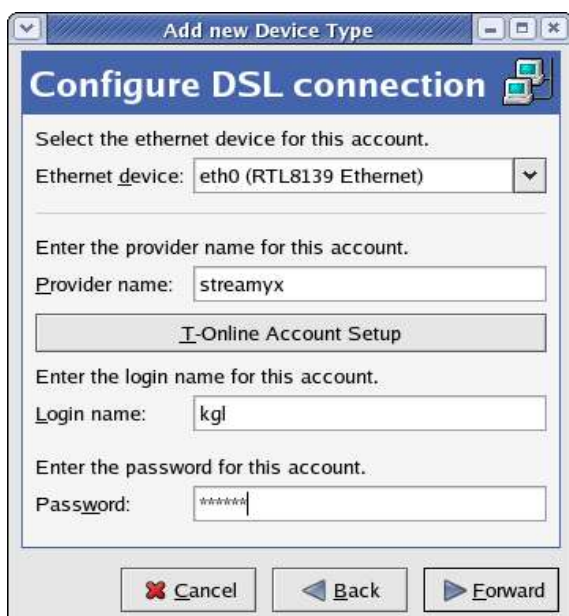 Add new Device Type
Configure DSL connection
Select the ethernet device for this account.
Ethernet device: eth0 (RTL8139 Ethernet)
Enter the provider name for this account.
Provider name: streamyx
T-Online Account Setup
Enter the login name for this account.
Login name: kgl
Enter the password for this account.
Password: ******
Cancel Back Forward